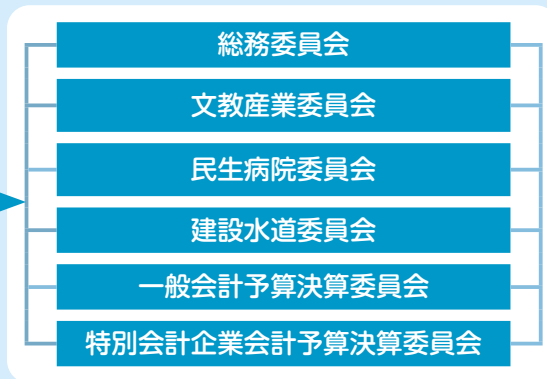 総務委員会
文教産業委員会
民生病院委員会
建設水道委員会
一般会計予算決算委員会
特別会計企業会計予算決算委員会